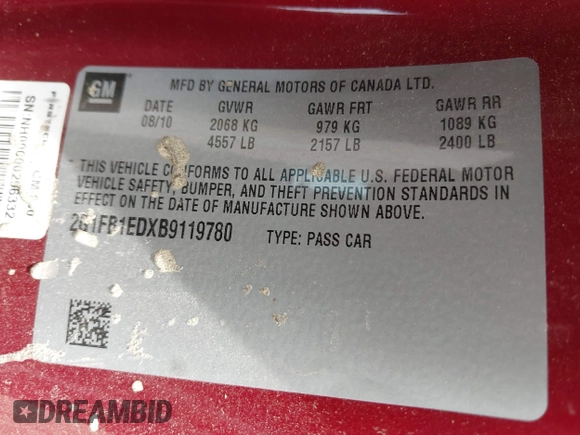 GM
MFD BY GENERAL MOTORS OF CANADA LTD.
DATE GVWR GAWR FRT GAWR RR
08/10 2068 KG 979 KG 1089 KG
4557 LB 2157 LB 2400 LB
THIS VEHICLE CONFORMS TO ALL APPLICABLE U.S. FEDERAL MOTOR
VEHICLE SAFETY, BUMPER, AND THEFT PREVENTION STANDARDS IN
EFFECT ON THE DATE OF MANUFACTURE SHOWN ABOVE.
2G1FB1EDXB9119780 TYPE: PASS CAR
DREAMBID